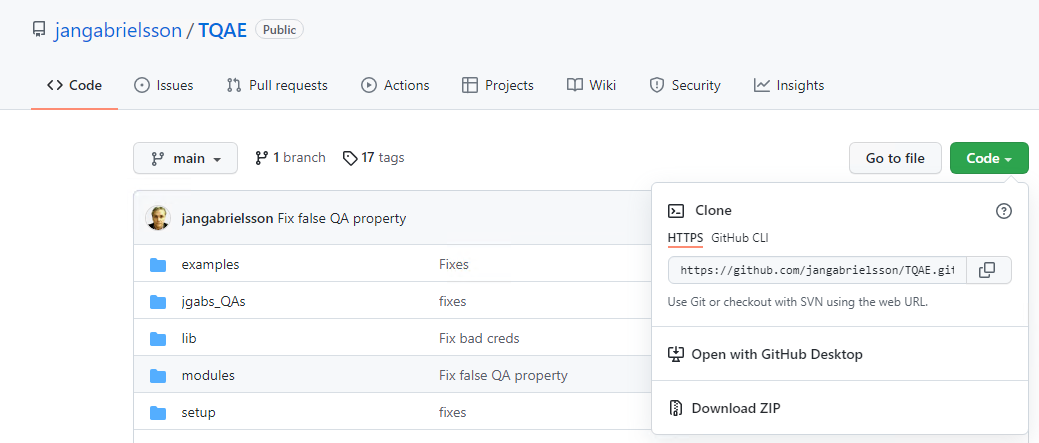 jangabrielsson / TQAE Public
Code Issues Pull requests Actions Projects Wiki Security Insights
main 1 branch 17 tags Go to file Code
jangabrielsson Fix false QA property
examples Fixes
jgabs_QAs fixes
lib Fix bad creds
modules Fix false QA property
setup fixes
Clone
HTTPS GitHub CLI
https://github.com/jangabrielsson/TQAE.git
Use Git or checkout with SVN using the web URL.
Open with GitHub Desktop
Download ZIP